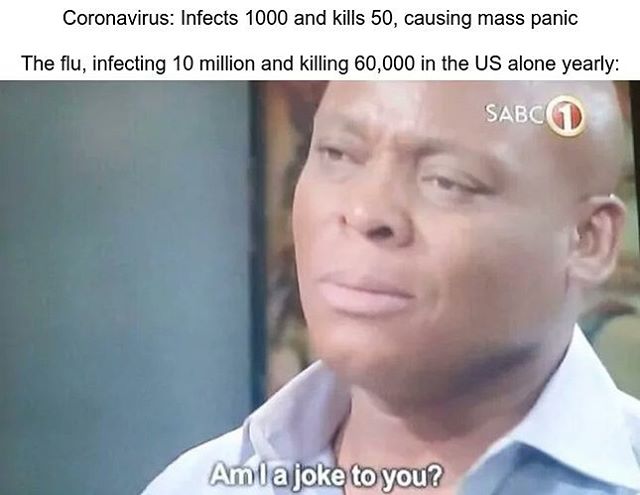 Coronavirus: Infects 1000 and kills 50, causing mass panic
The flu, infecting 10 million and killing 60,000 in the US alone yearly:
SABC 1
Am I a joke to you?